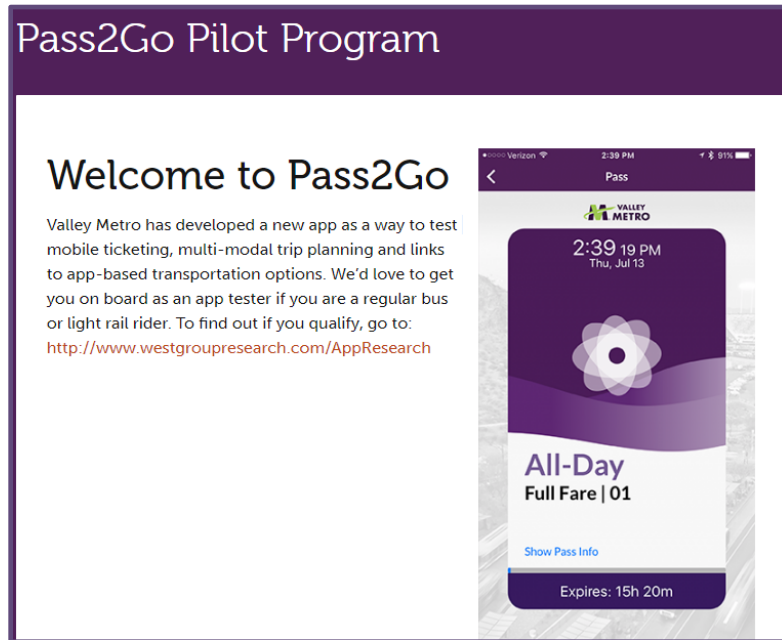 Pass2Go Pilot Program
Welcome to Pass2Go
Valley Metro has developed a new app as a way to test
mobile ticketing, multi-modal trip planning and links
to app-based transportation options. We'd love to get
you on board as an app tester if you are a regular bus
or light rail rider. To find out if you qualify, go to:
http://www.westgroupresearch.com/AppResearch
Verizon 2:39 PM 91%
Pass
VALLEY
METRO
2:39 19 PM
Thu, Jul 13
All-Day
Full Fare | 01
Show Pass Info
Expires: 15h 20m